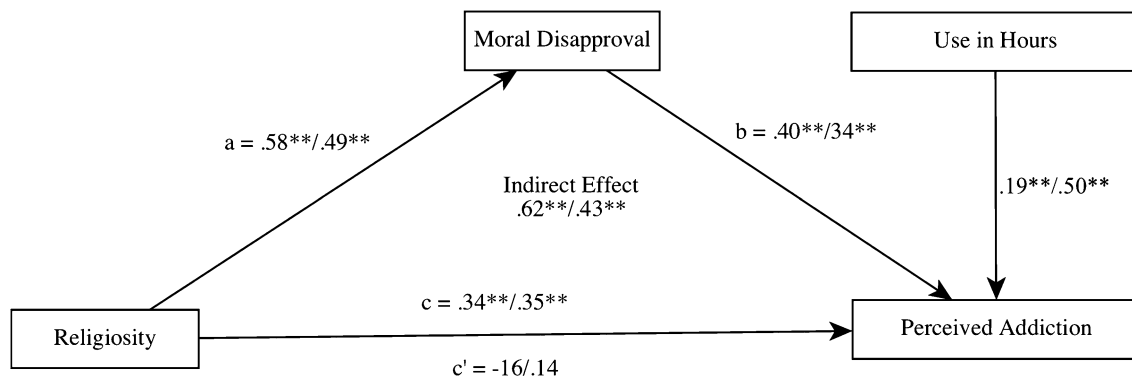 Moral Disapproval
Use in Hours
a = .58**/.49**
b = .40**/34**
Indirect Effect
.62**/.43**
.19**/.50**
c = .34**/.35**
Religiosity
Perceived Addiction
c' = -16/.14